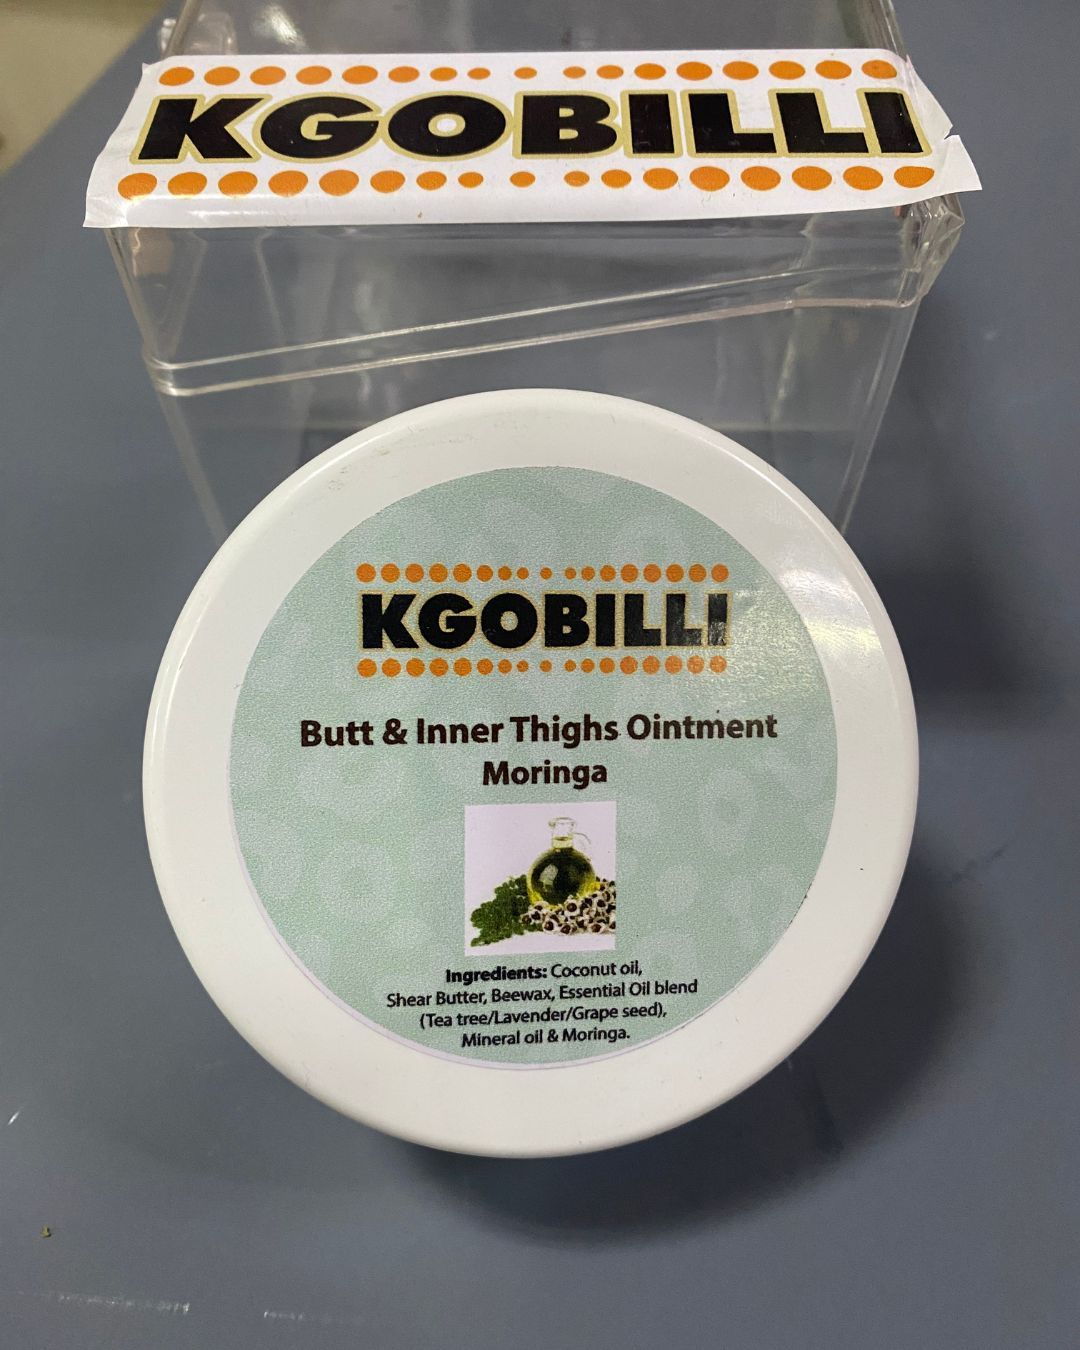 KGOBILLI
KGOBILLI
Butt & Inner Thighs Ointment
Moringa
Ingredients: Coconut oil,
Shear Butter, Beewax, Essential Oil blend
(Tea tree/Lavender/Grape seed),
Mineral oil & Moringa.